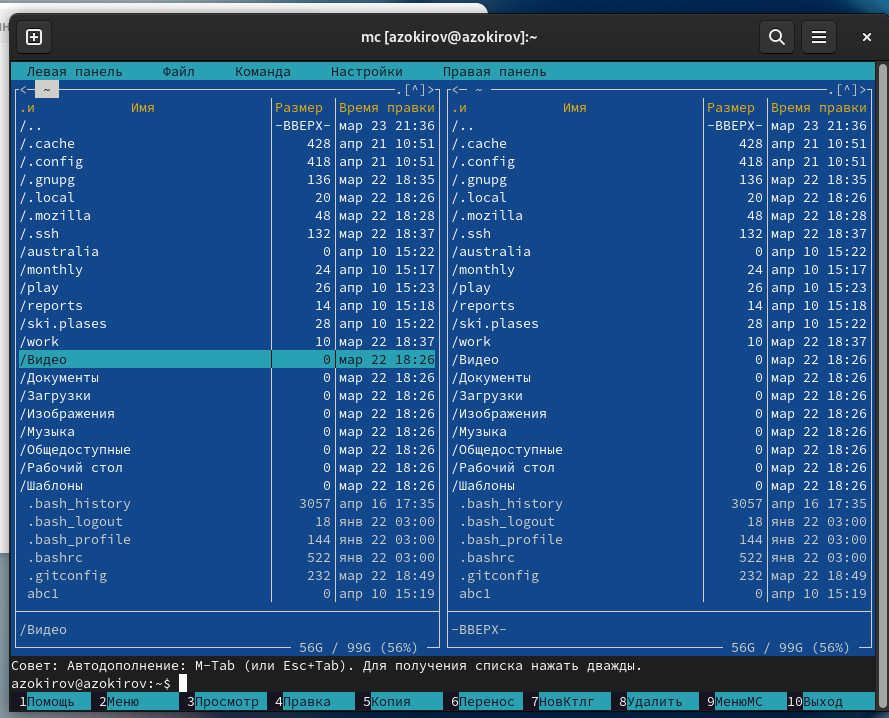 mc [azokirov@azokirov]:~
Левая панель Файл Команда Настройки Правая панель
<─ ~ ─.[^]>┐ ┌<─ ~ ─.[^]>
.и Имя Размер Время правки .и Имя Размер Время правки
/.. -ВВЕРХ- мар 23 21:36 /.. -ВВЕРХ- мар 23 21:36
/.cache 428 апр 21 10:51 /.cache 428 апр 21 10:51
/.config 418 апр 21 10:51 /.config 418 апр 21 10:51
/.gnupg 136 мар 22 18:35 /.gnupg 136 мар 22 18:35
/.local 20 мар 22 18:26 /.local 20 мар 22 18:26
/.mozilla 48 мар 22 18:28 /.mozilla 48 мар 22 18:28
/.ssh 132 мар 22 18:37 /.ssh 132 мар 22 18:37
/australia 0 апр 10 15:22 /australia 0 апр 10 15:22
/monthly 24 апр 10 15:17 /monthly 24 апр 10 15:17
/play 26 апр 10 15:23 /play 26 апр 10 15:23
/reports 14 апр 10 15:18 /reports 14 апр 10 15:18
/ski.plases 28 апр 10 15:22 /ski.plases 28 апр 10 15:22
/work 10 мар 22 18:37 /work 10 мар 22 18:37
/Видео 0 мар 22 18:26 /Видео 0 мар 22 18:26
/Документы 0 мар 22 18:26 /Документы 0 мар 22 18:26
/Загрузки 0 мар 22 18:26 /Загрузки 0 мар 22 18:26
/Изображения 0 мар 22 18:26 /Изображения 0 мар 22 18:26
/Музыка 0 мар 22 18:26 /Музыка 0 мар 22 18:26
/Общедоступные 0 мар 22 18:26 /Общедоступные 0 мар 22 18:26
/Рабочий стол 0 мар 22 18:26 /Рабочий стол 0 мар 22 18:26
/Шаблоны 0 мар 22 18:26 /Шаблоны 0 мар 22 18:26
.bash_history 3057 апр 16 17:35 .bash_history 3057 апр 16 17:35
.bash_logout 18 янв 22 03:00 .bash_logout 18 янв 22 03:00
.bash_profile 144 янв 22 03:00 .bash_profile 144 янв 22 03:00
.bashrc 522 янв 22 03:00 .bashrc 522 янв 22 03:00
.gitconfig 232 мар 22 18:49 .gitconfig 232 мар 22 18:49
abc1 0 апр 10 15:19 abc1 0 апр 10 15:19
/Видео -ВВЕРХ-
56G / 99G (56%) 56G / 99G (56%)
Совет: Автодополнение: M-Tab (или Esc+Tab). Для получения списка нажать дважды.
azokirov@azokirov:~$
1Помощь 2Меню 3Просмотр 4Правка 5Копия 6Перенос 7НовКтлг 8Удалить 9МенюMC 10Выход